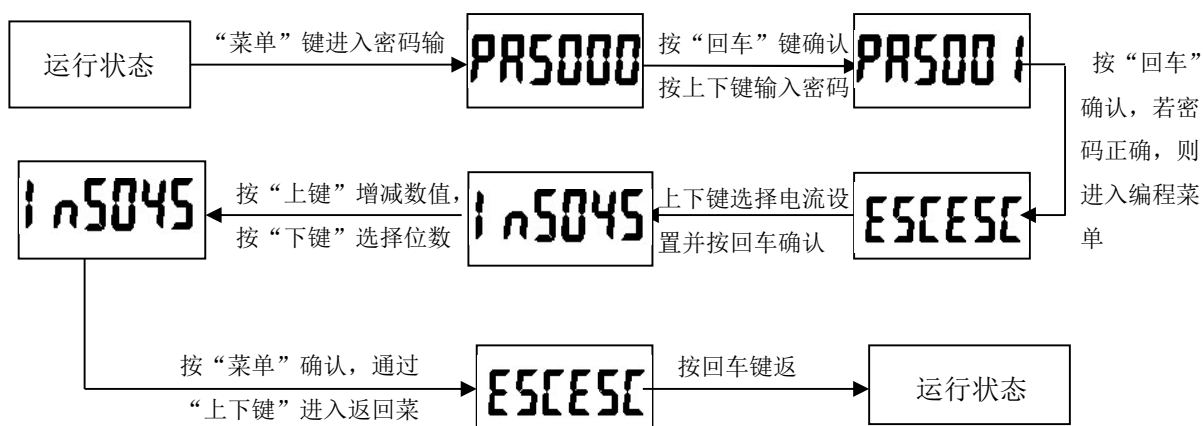 运行状态
“菜单”键进入密码输
PAS000
按“回车”键确认
按上下键输入密码
PAS001
按“回车”
确认，若密
码正确，则
进入编程菜
单
ESCESC
上下键选择电流设
置并按回车确认
InS045
按“上键”增减数值，
按“下键”选择位数
InS045
按“菜单”确认，通过
“上下键”进入返回菜
ESCESC
按回车键返
运行状态